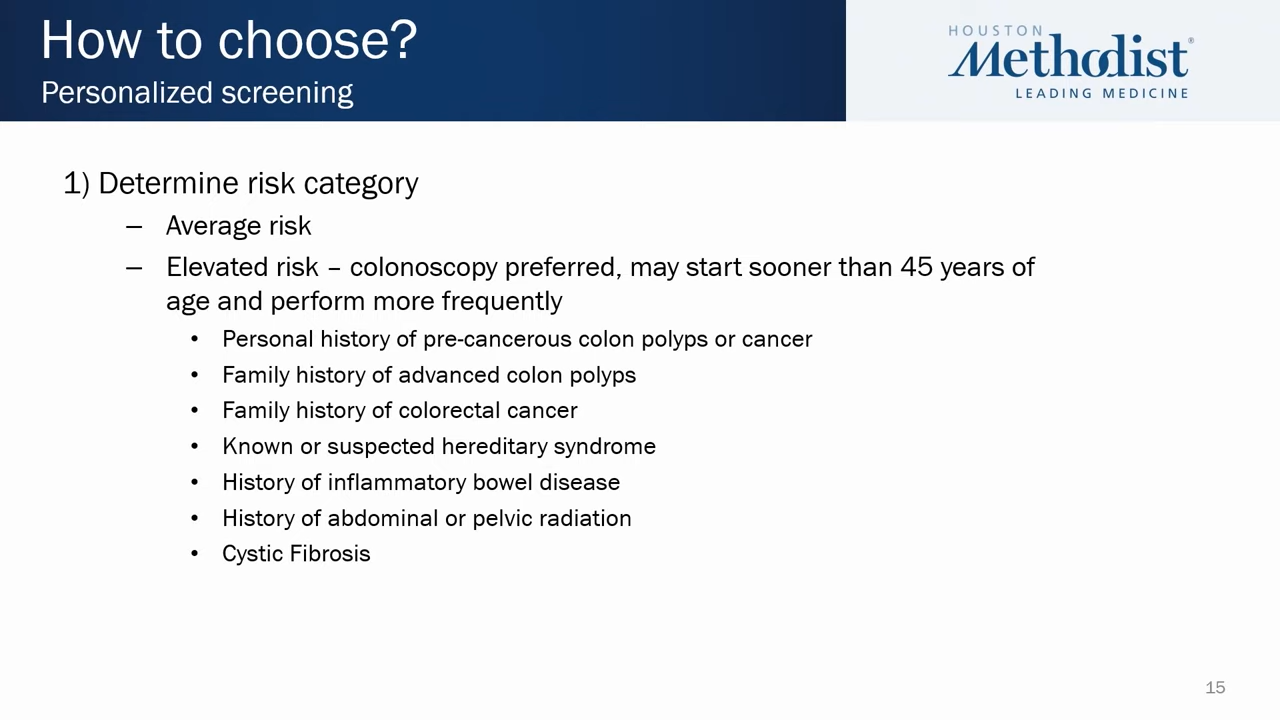 How to choose?
Personalized screening
HOUSTON
Methodist®
LEADING MEDICINE
1) Determine risk category
– Average risk
– Elevated risk – colonoscopy preferred, may start sooner than 45 years of
age and perform more frequently
• Personal history of pre-cancerous colon polyps or cancer
• Family history of advanced colon polyps
• Family history of colorectal cancer
• Known or suspected hereditary syndrome
• History of inflammatory bowel disease
• History of abdominal or pelvic radiation
• Cystic Fibrosis
15